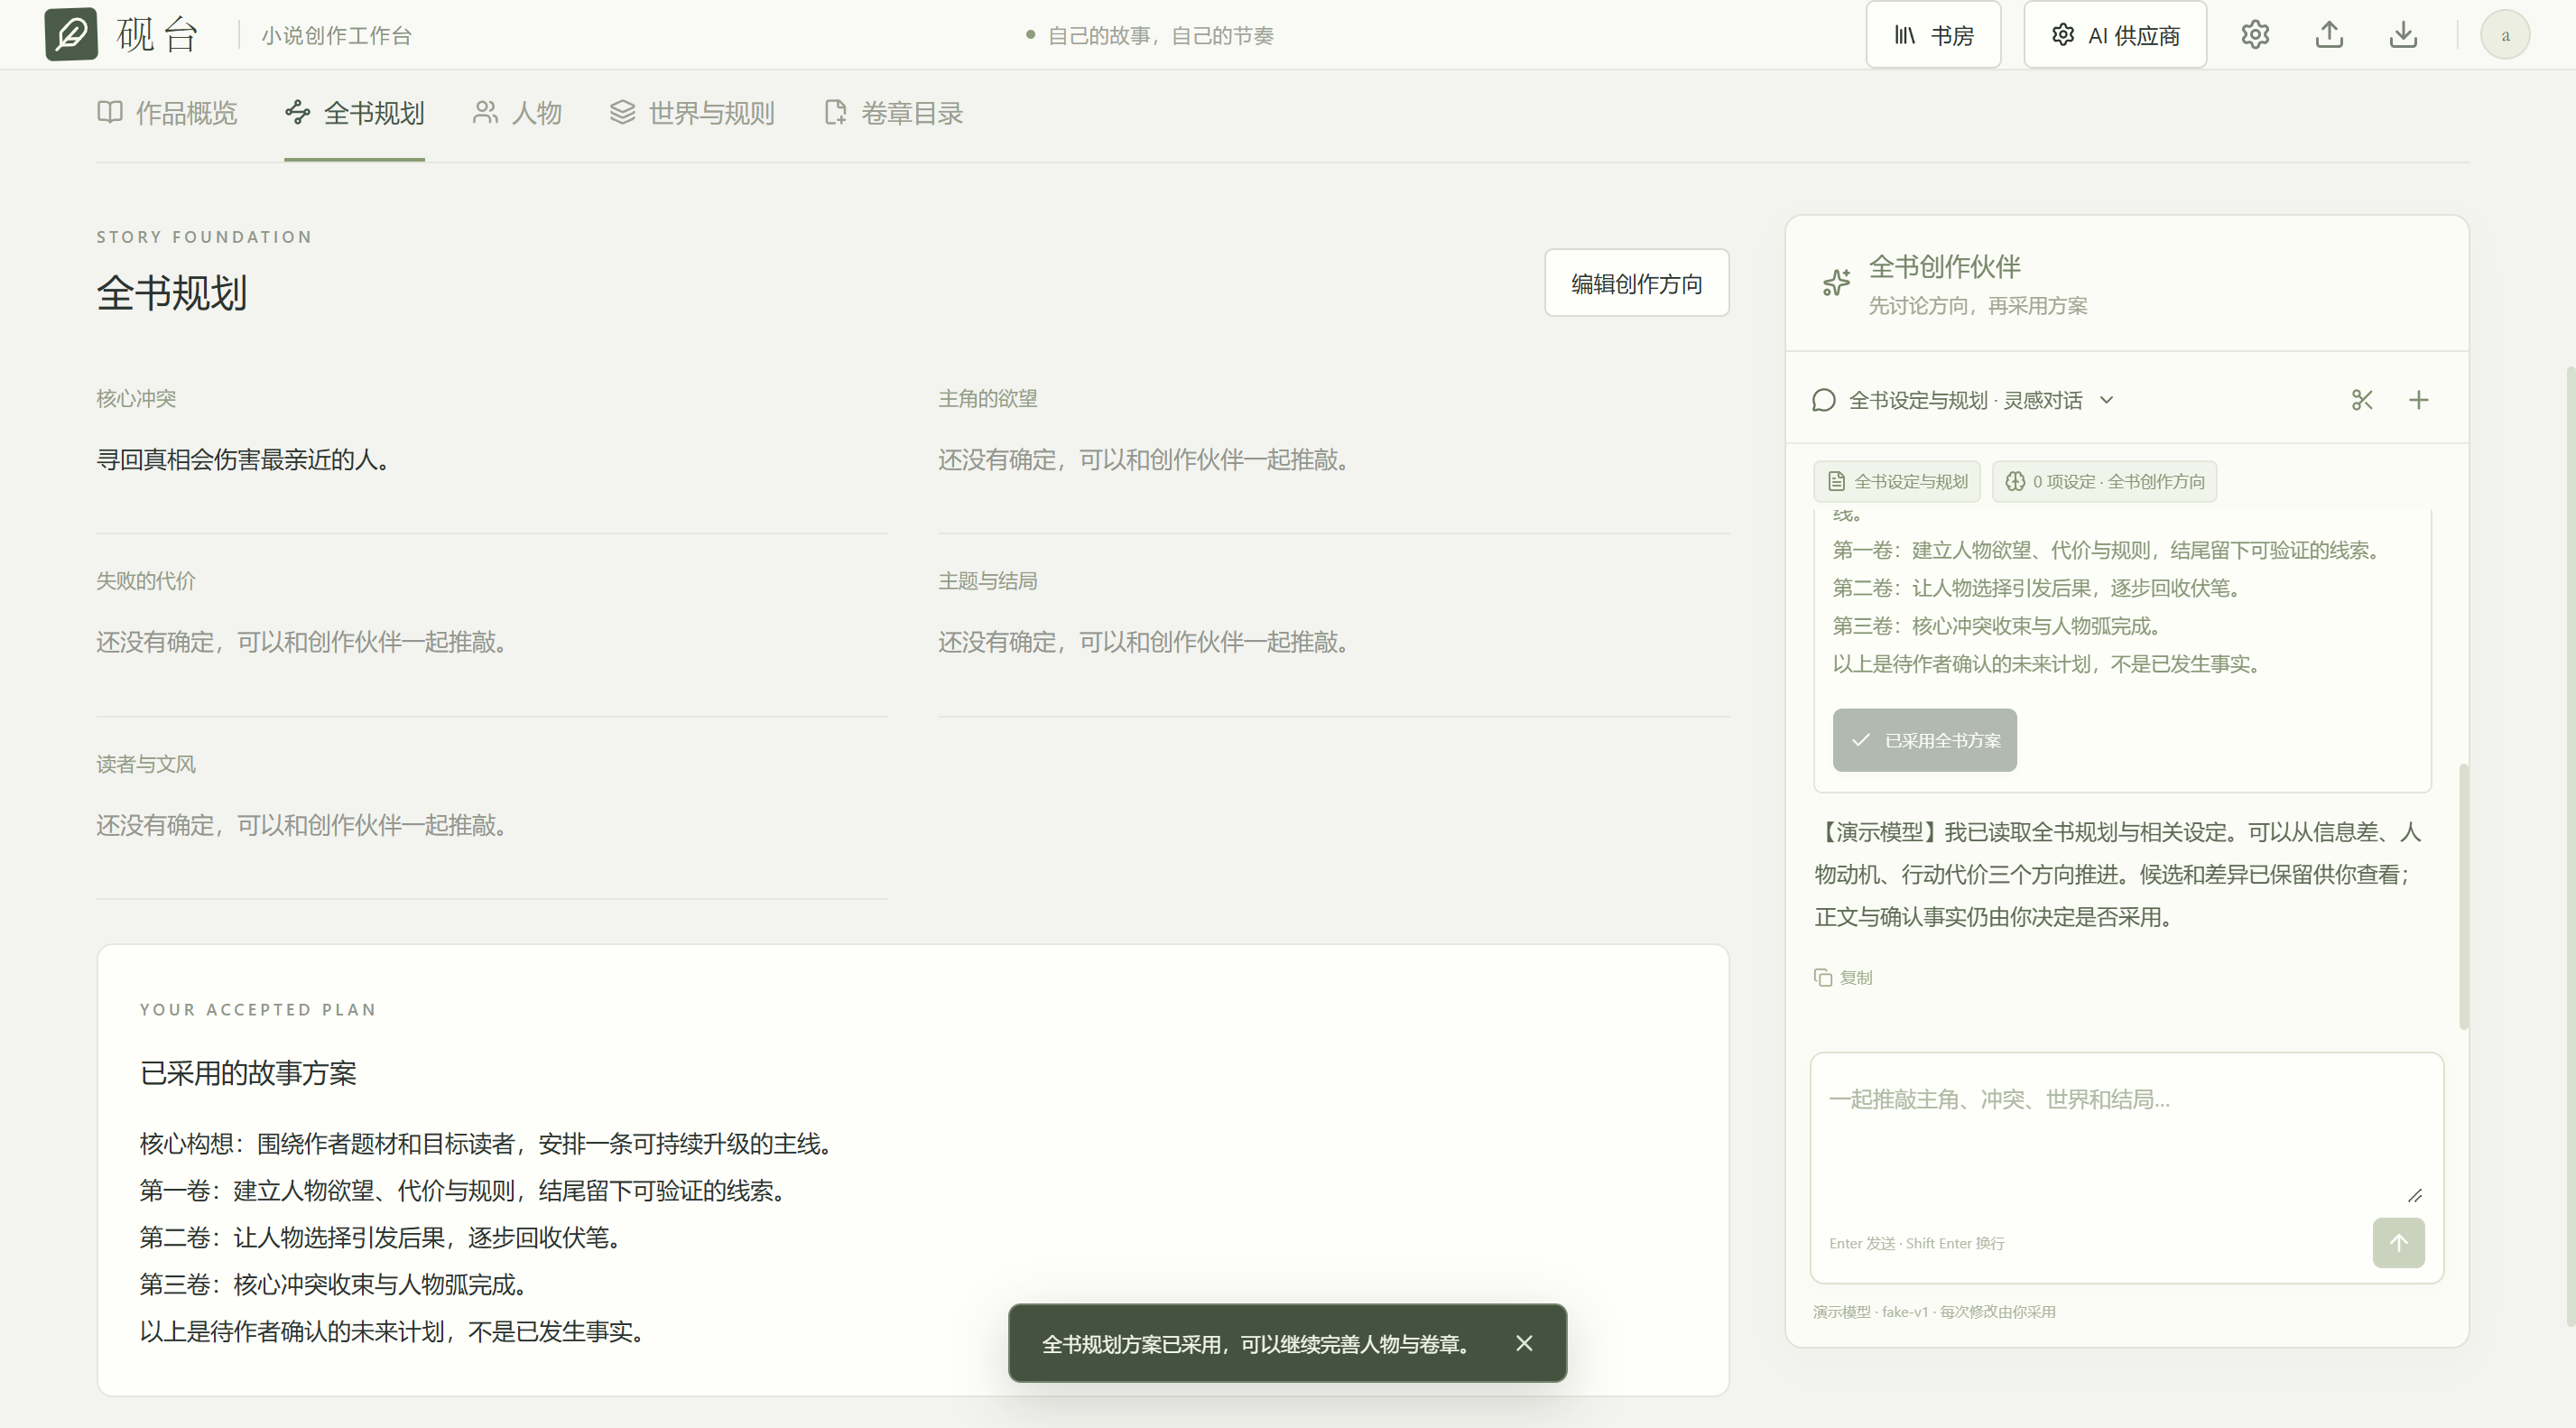 砚台
小说创作工作台
自己的故事，自己的节奏
书房
AI 供应商
a
作品概览
全书规划
人物
世界与规则
卷章目录
STORY FOUNDATION
全书规划
编辑创作方向
核心冲突
寻回真相会伤害最亲近的人。
主角的欲望
还没有确定，可以和创作伙伴一起推敲。
失败的代价
还没有确定，可以和创作伙伴一起推敲。
主题与结局
还没有确定，可以和创作伙伴一起推敲。
读者与文风
还没有确定，可以和创作伙伴一起推敲。
YOUR ACCEPTED PLAN
已采用的故事方案
核心构想：围绕作者题材和目标读者，安排一条可持续升级的主线。
第一卷：建立人物欲望、代价与规则，结尾留下可验证的线索。
第二卷：让人物选择引发后果，逐步回收伏笔。
第三卷：核心冲突收束与人物弧完成。
以上是待作者确认的未来计划，不是已发生事实。
全书规划方案已采用，可以继续完善人物与卷章。
全书创作伙伴
先讨论方向，再采用方案
全书设定与规划 · 灵感对话
全书设定与规划
0 项设定 · 全书创作方向
线。
第一卷：建立人物欲望、代价与规则，结尾留下可验证的线索。
第二卷：让人物选择引发后果，逐步回收伏笔。
第三卷：核心冲突收束与人物弧完成。
以上是待作者确认的未来计划，不是已发生事实。
已采用全书方案
【演示模型】我已读取全书规划与相关设定。可以从信息差、人
物动机、行动代价三个方向推进。候选和差异已保留供你查看；
正文与确认事实仍由你决定是否采用。
复制
一起推敲主角、冲突、世界和结局...
Enter 发送 · Shift Enter 换行
演示模型 · fake-v1 · 每次修改由你采用